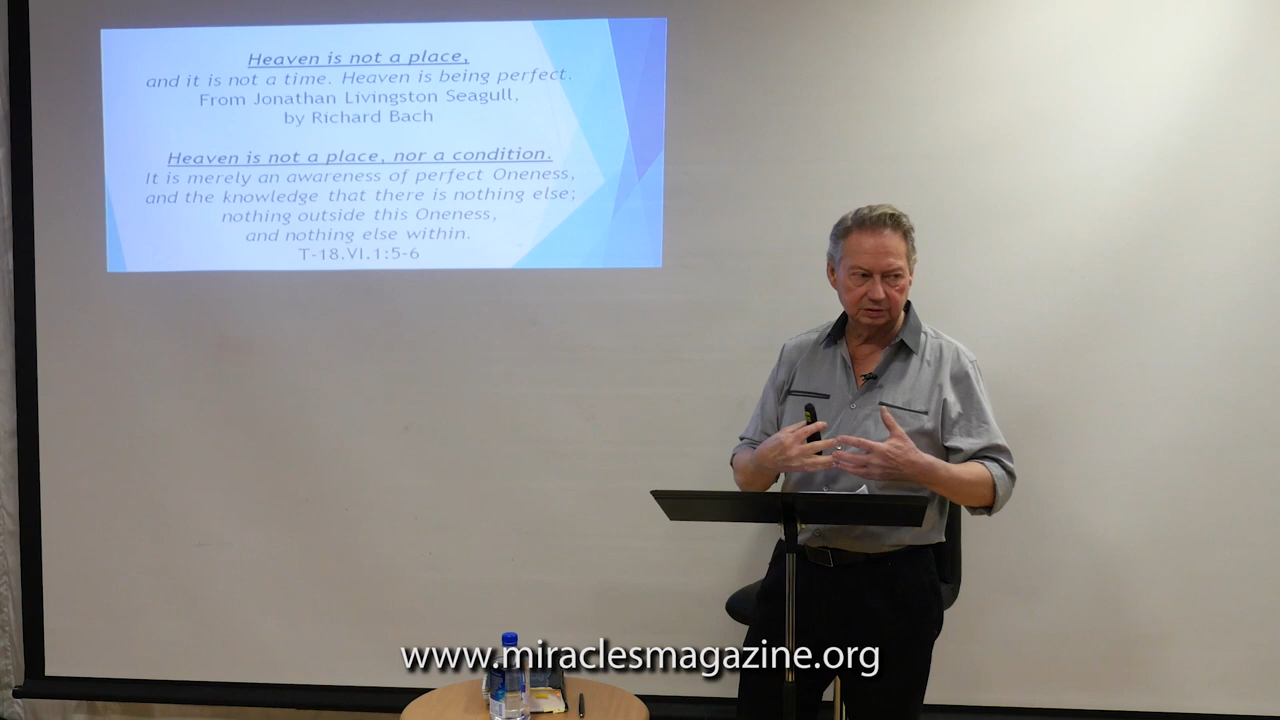 Heaven is not a place,
and it is not a time. Heaven is being perfect.
From Jonathan Livingston Seagull,
by Richard Bach
Heaven is not a place, nor a condition.
It is merely an awareness of perfect Oneness,
and the knowledge that there is nothing else;
nothing outside this Oneness,
and nothing else within.
T-18.VI.1:5-6
www.miraclesmagazine.org